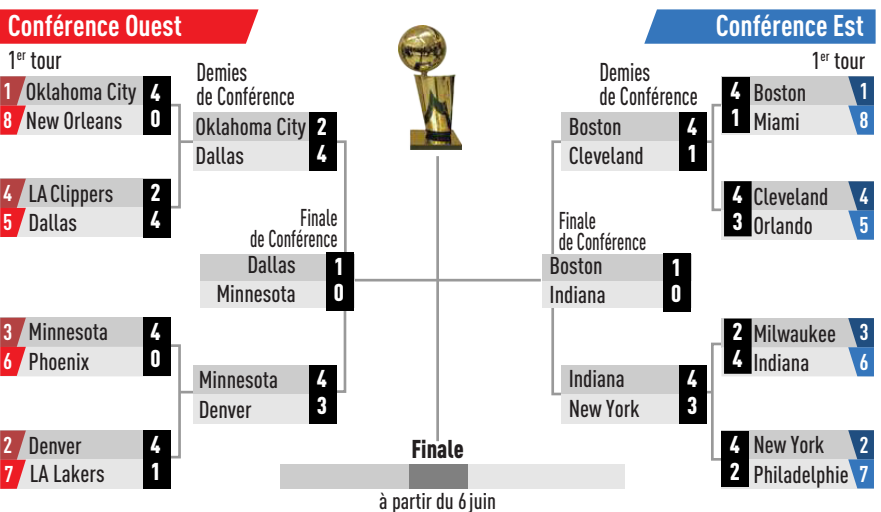 Conférence Ouest
1er tour
1 Oklahoma City 4
8 New Orleans 0
4 LA Clippers 2
5 Dallas 4
3 Minnesota 4
6 Phoenix 0
2 Denver 4
7 LA Lakers 1
Demies
de Conférence
Oklahoma City 2
Dallas 4
Minnesota 4
Denver 3
Finale
de Conférence
Dallas 1
Minnesota 0
Conférence Est
1er tour
4 Boston 1
1 Miami 8
4 Cleveland 4
3 Orlando 5
2 Milwaukee 3
4 Indiana 6
4 New York 2
2 Philadelphie 7
Demies
de Conférence
Boston 4
Cleveland 1
Indiana 4
New York 3
Finale
de Conférence
Boston 1
Indiana 0
Finale
à partir du 6 juin